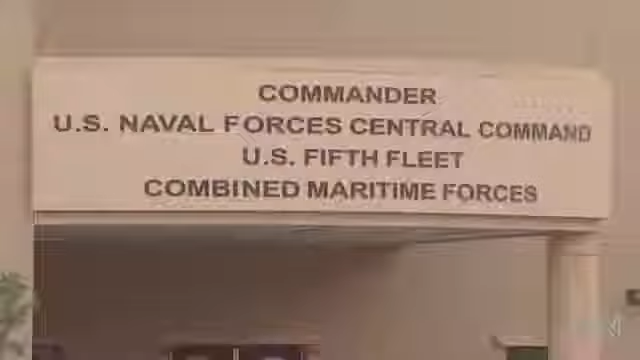 COMMANDER
U.S. NAVAL FORCES CENTRAL COMMAND
U.S. FIFTH FLEET
COMBINED MARITIME FORCES